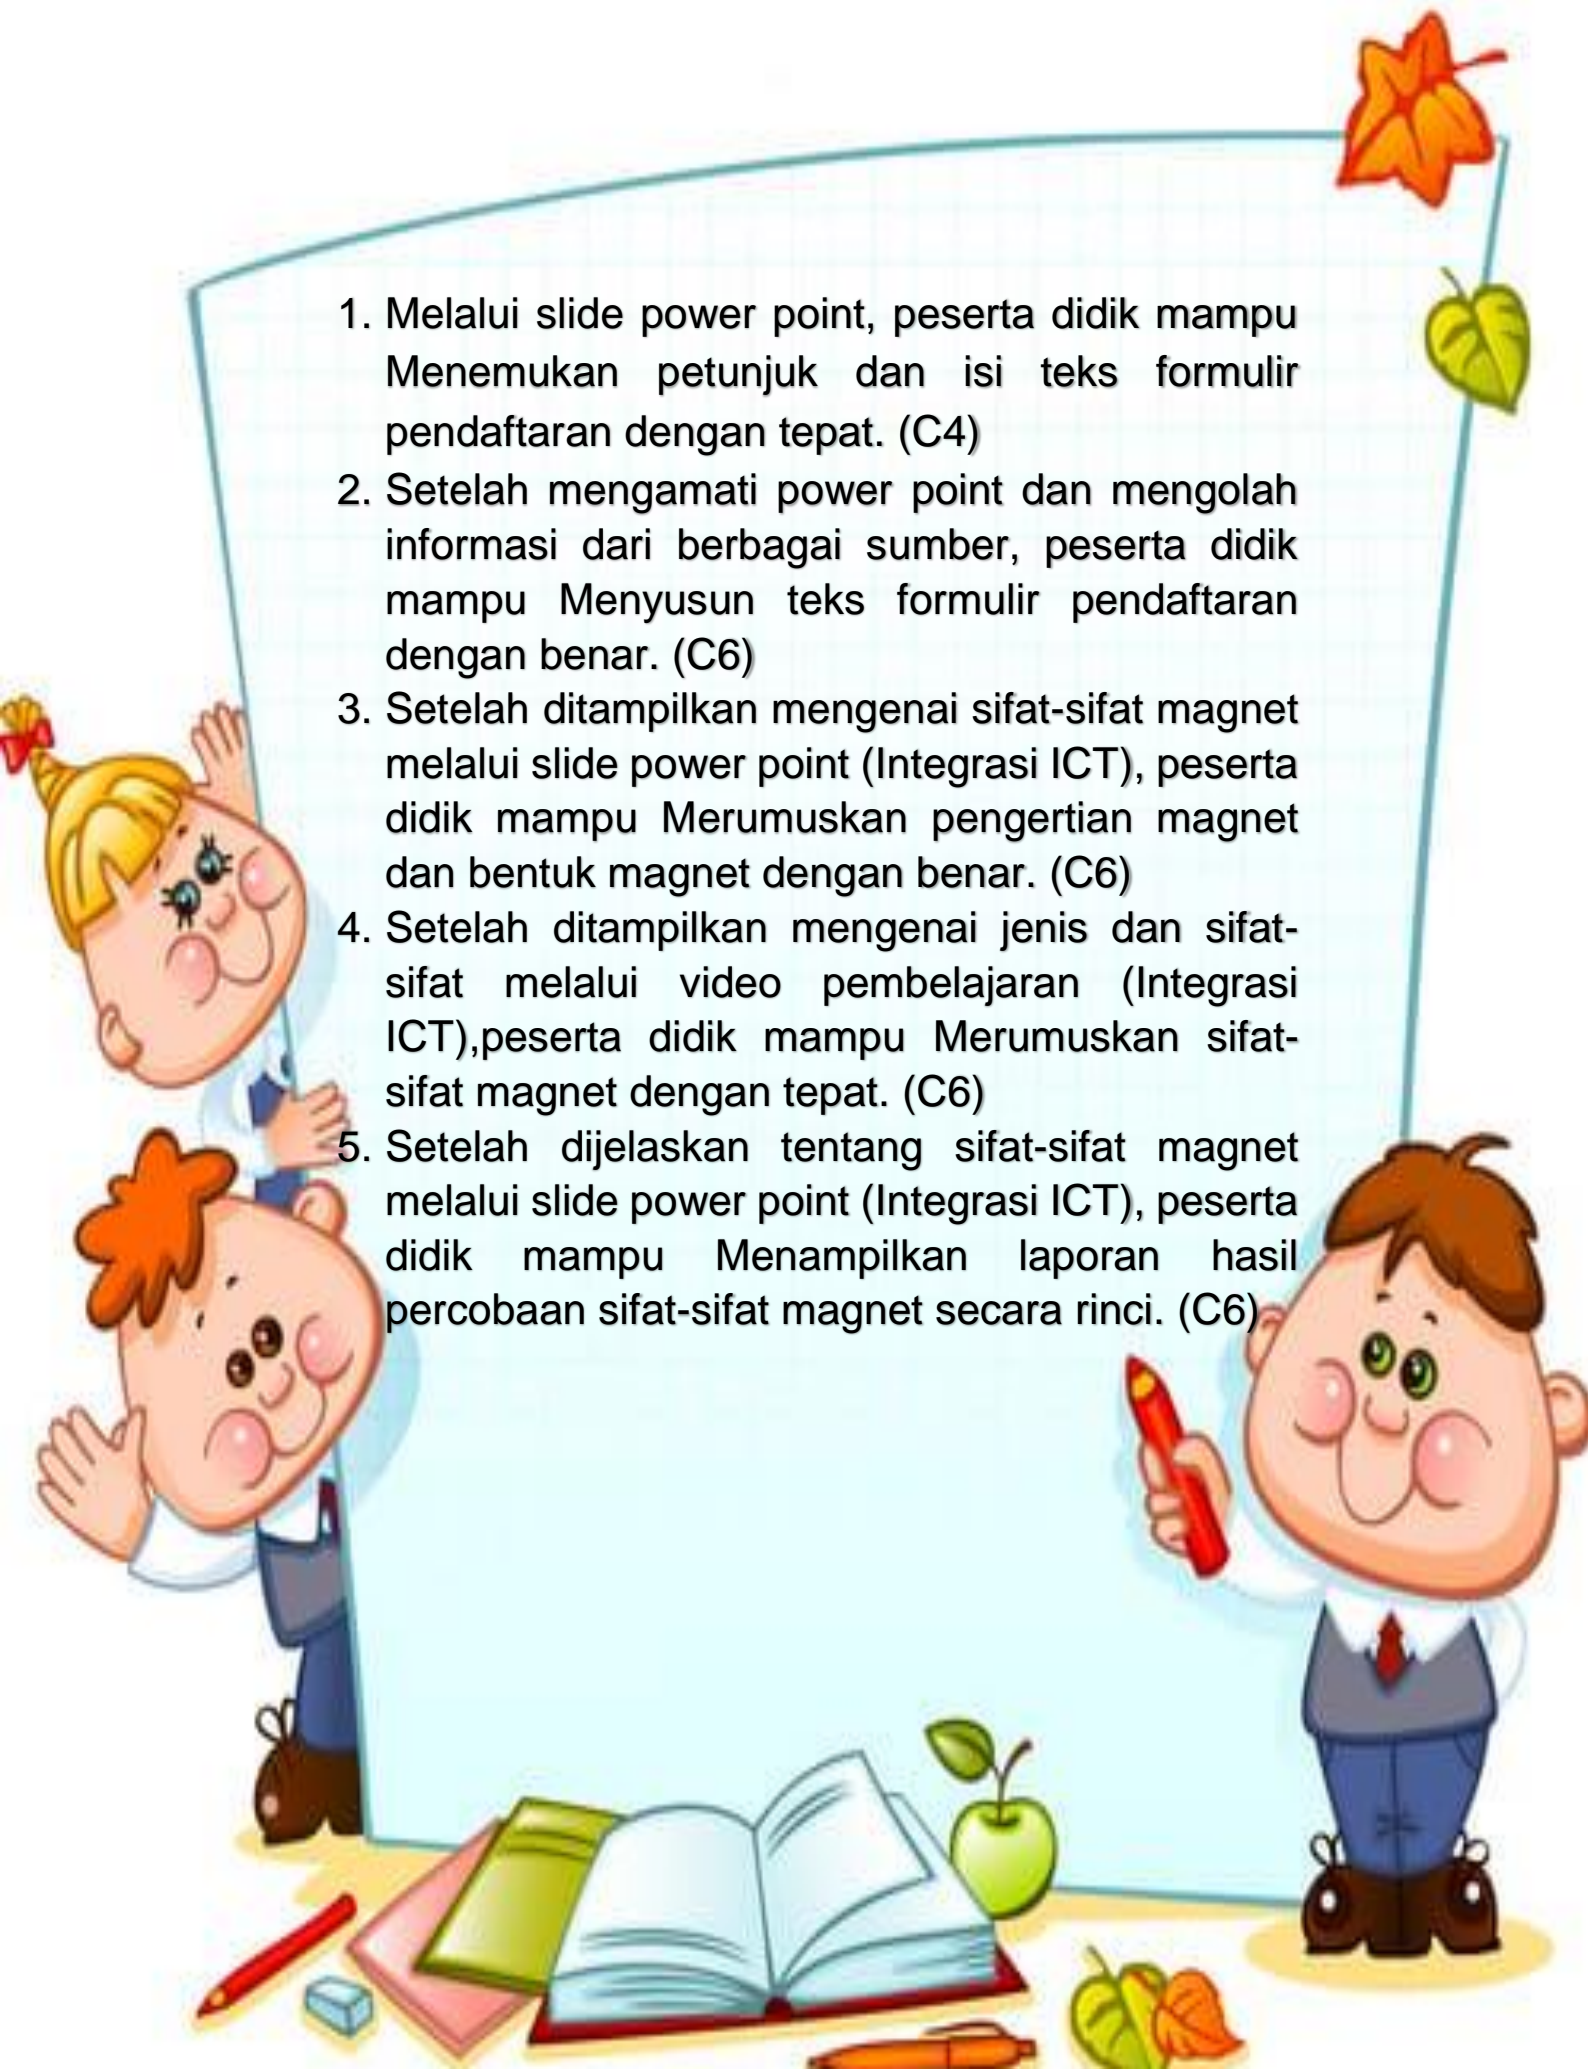 1. Melalui slide power point, peserta didik mampu
Menemukan petunjuk dan isi teks formulir
pendaftaran dengan tepat. (C4)
2. Setelah mengamati power point dan mengolah
informasi dari berbagai sumber, peserta didik
mampu Menyusun teks formulir pendaftaran
dengan benar. (C6)
3. Setelah ditampilkan mengenai sifat-sifat magnet
melalui slide power point (Integrasi ICT), peserta
didik mampu Merumuskan pengertian magnet
dan bentuk magnet dengan benar. (C6)
4. Setelah ditampilkan mengenai jenis dan sifat-
sifat melalui video pembelajaran (Integrasi
ICT),peserta didik mampu Merumuskan sifat-
sifat magnet dengan tepat. (C6)
5. Setelah dijelaskan tentang sifat-sifat magnet
melalui slide power point (Integrasi ICT), peserta
didik mampu Menampilkan laporan hasil
percobaan sifat-sifat magnet secara rinci. (C6)